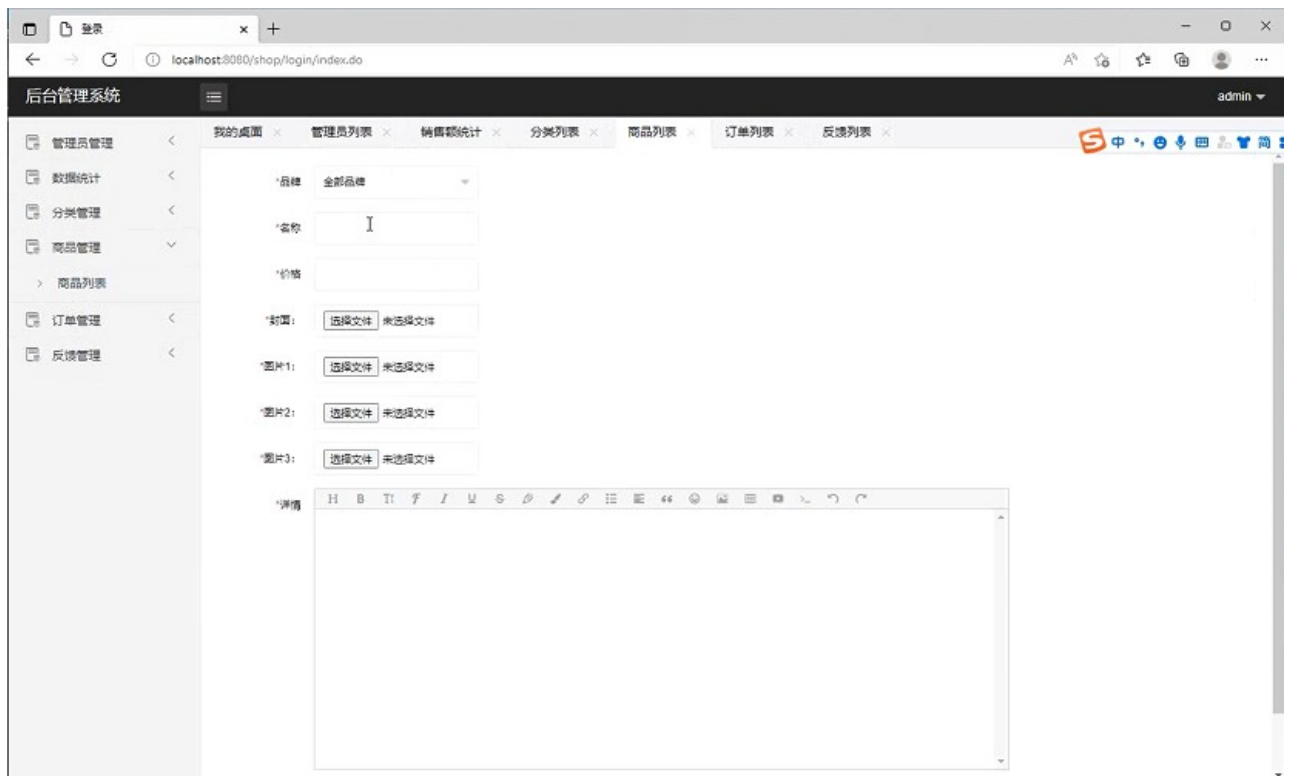 登录
localhost:8080/shop/login/index.do
后台管理系统
admin
我的桌面 管理员列表 销售额统计 分类列表 商品列表 订单列表 反馈列表
中 简
管理员管理
数据统计
分类管理
商品管理
商品列表
订单管理
反馈管理
*品牌 全部品牌
*名称
*价格
*封面: 选择文件 未选择文件
*图片1: 选择文件 未选择文件
*图片2: 选择文件 未选择文件
*图片3: 选择文件 未选择文件
*详情